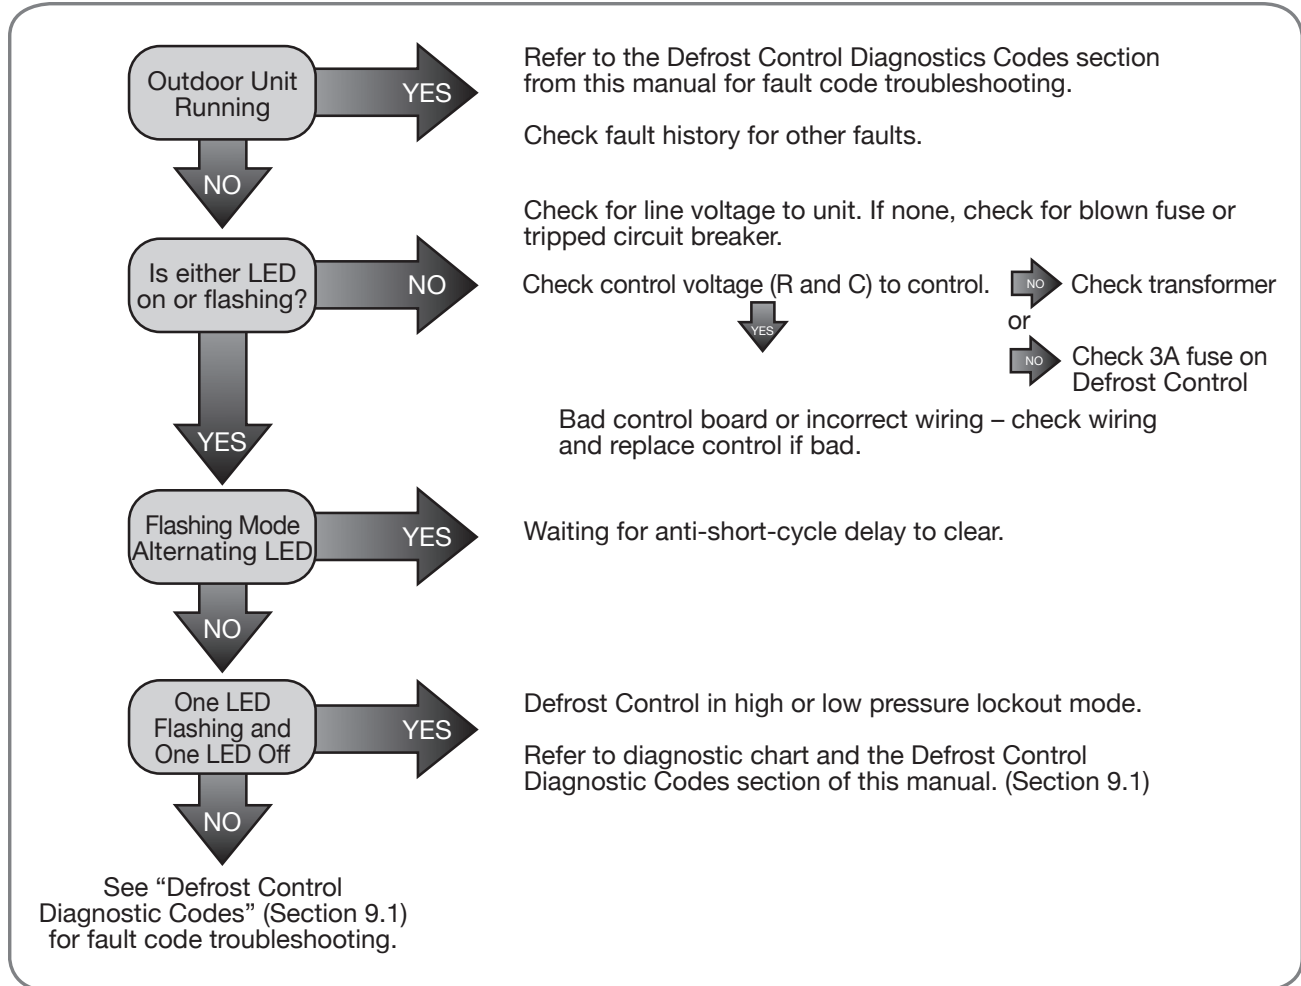 Outdoor Unit
Running
YES
Refer to the Defrost Control Diagnostics Codes section
from this manual for fault code troubleshooting.
Check fault history for other faults.
NO
Is either LED
on or flashing?
NO
Check for line voltage to unit. If none, check for blown fuse or
tripped circuit breaker.
Check control voltage (R and C) to control.
NO
Check transformer
or
NO
Check 3A fuse on
Defrost Control
YES
Bad control board or incorrect wiring – check wiring
and replace control if bad.
YES
Flashing Mode
Alternating LED
YES
Waiting for anti-short-cycle delay to clear.
NO
One LED
Flashing and
One LED Off
YES
Defrost Control in high or low pressure lockout mode.
Refer to diagnostic chart and the Defrost Control
Diagnostic Codes section of this manual. (Section 9.1)
NO
See “Defrost Control
Diagnostic Codes” (Section 9.1)
for fault code troubleshooting.